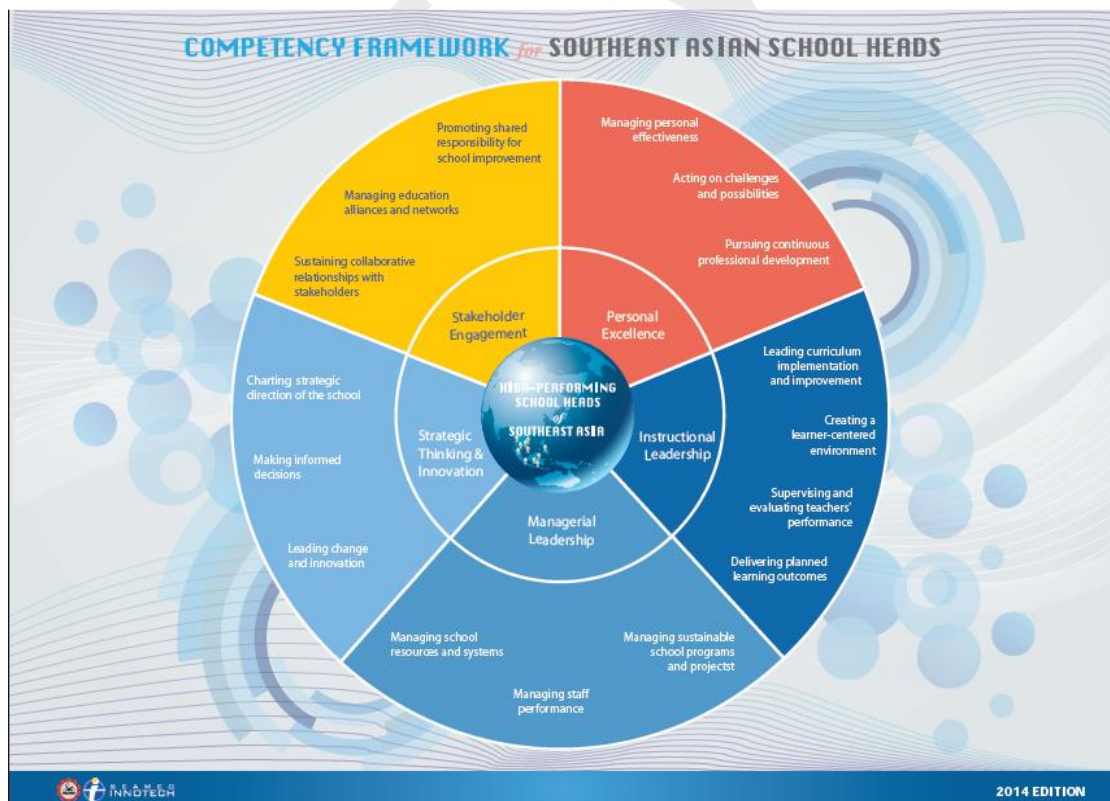 COMPETENCY FRAMEWORK for SOUTHEAST ASIAN SCHOOL HEADS
Promoting shared
responsibility for
school improvement
Managing education
alliances and networks
Sustaining collaborative
relationships with
stakeholders
Stakeholder
Engagement
Managing personal
effectiveness
Acting on challenges
and possibilities
Pursuing continuous
professional development
Personal
Excellence
Leading curriculum
implementation
and improvement
Creating a
learner-centered
environment
Supervising and
evaluating teachers'
performance
Delivering planned
learning outcomes
Instructional
Leadership
HIGH-PERFORMING
SCHOOL HEADS
of
SOUTHEAST ASIA
Charting strategic
direction of the school
Making informed
decisions
Leading change
and innovation
Strategic
Thinking &
Innovation
Managerial
Leadership
Managing school
resources and systems
Managing staff
performance
Managing sustainable
school programs
and projectst
SEAMEO
INNOTECH
2014 EDITION